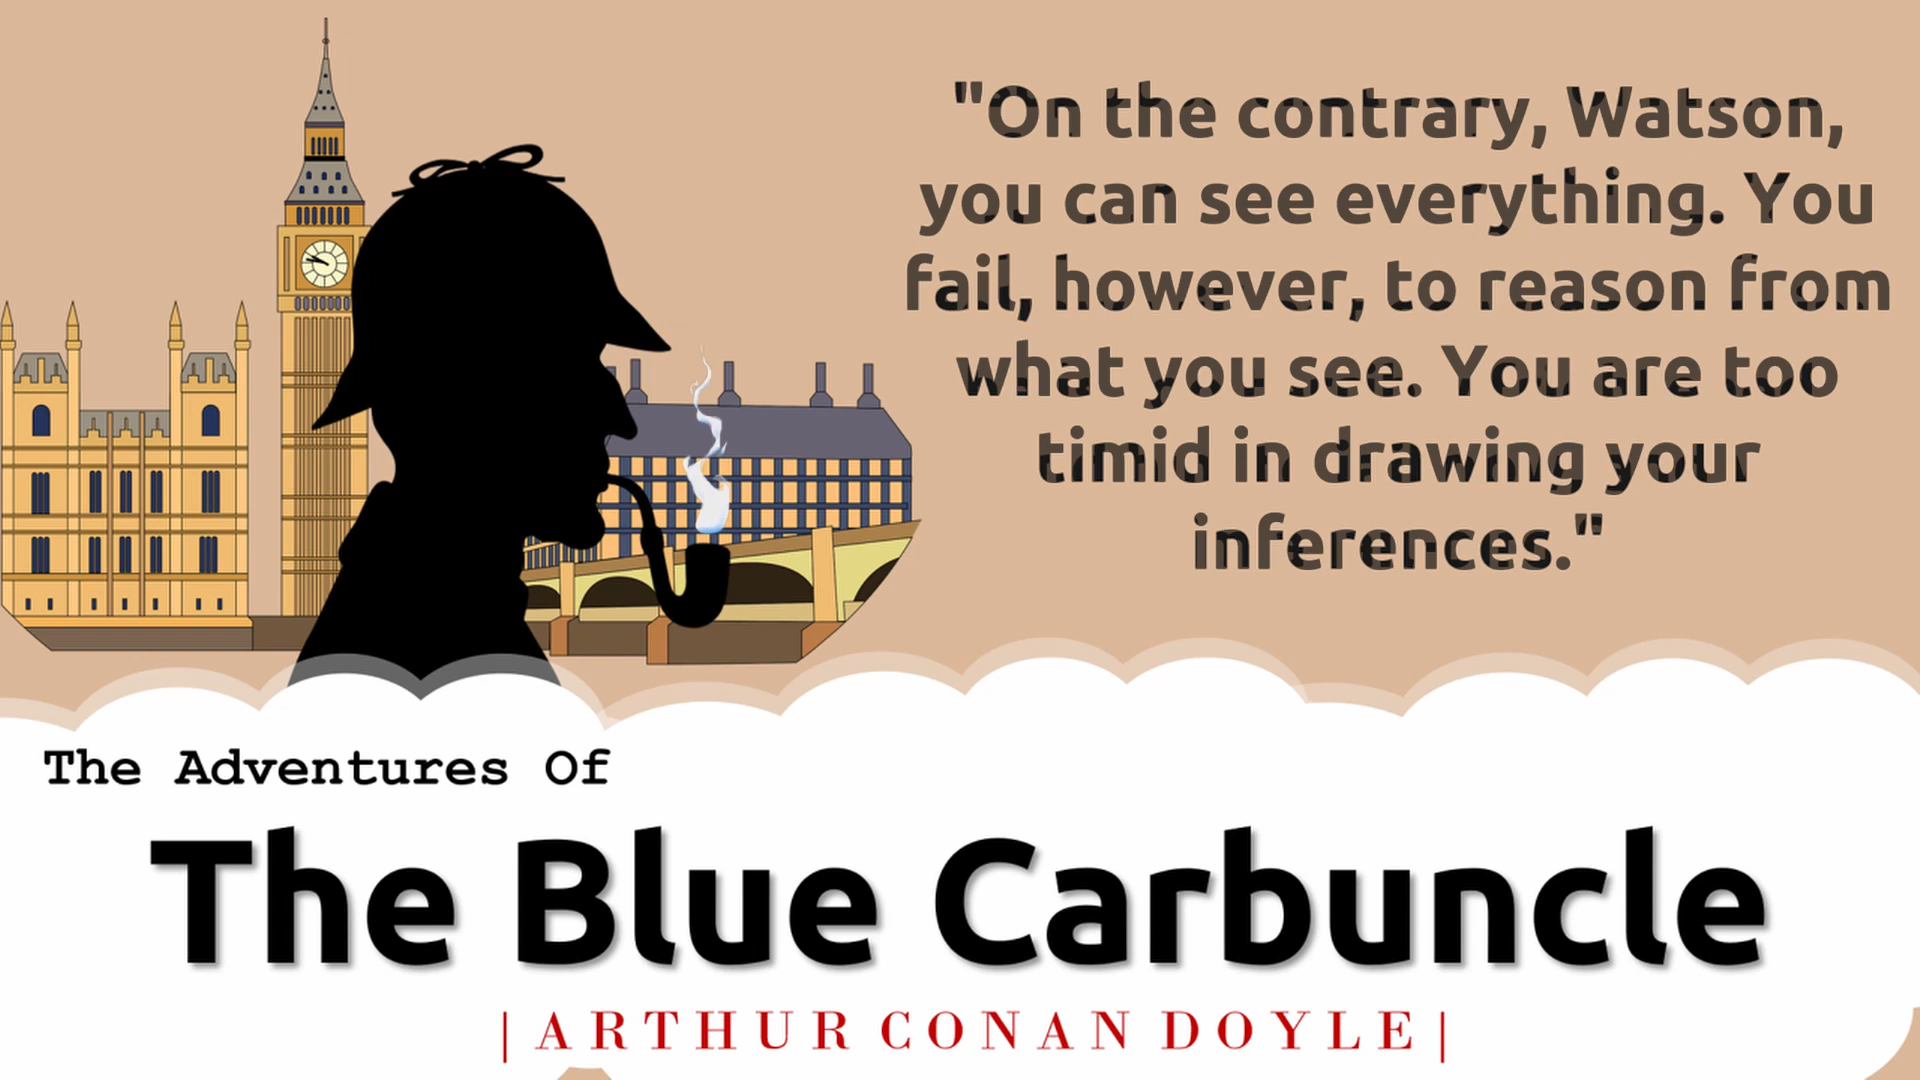 "On the contrary, Watson,
you can see everything. You
fail, however, to reason from
what you see. You are too
timid in drawing your
inferences."
The Adventures Of
The Blue Carbuncle
| ARTHUR CONAN DOYLE |